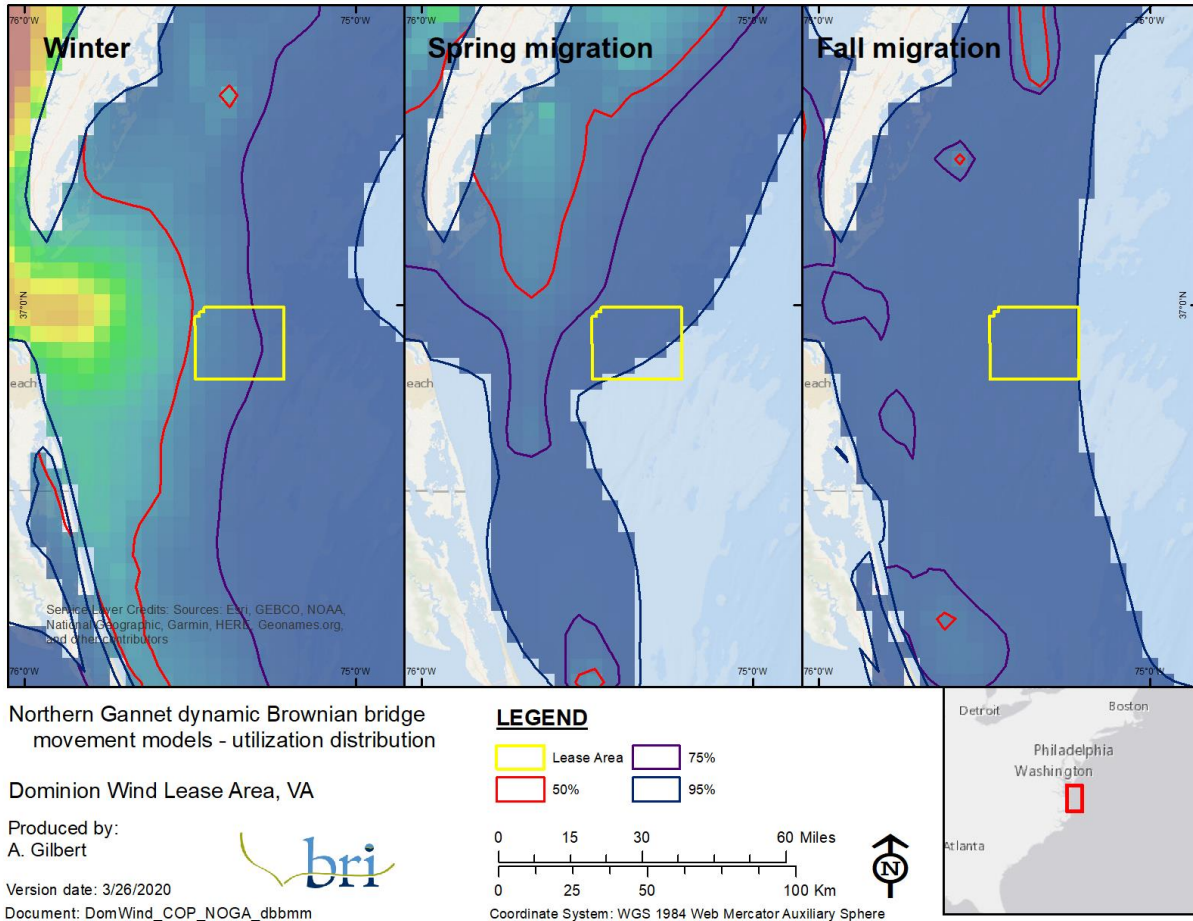 76°0'W
75°0'W
76°0'W
75°0'W
76°0'W
75°0'W
Winter
Spring migration
Fall migration
37°0'N
37°0'N
each
each
each
Service Layer Credits: Sources: Esri, GEBCO, NOAA,
National Geographic, Garmin, HERE, Geonames.org,
and other contributors
76°0'W
75°0'W
76°0'W
75°0'W
76°0'W
75°0'W
Northern Gannet dynamic Brownian bridge
movement models - utilization distribution
Dominion Wind Lease Area, VA
Produced by:
A. Gilbert
bri
Version date: 3/26/2020
Document: DomWind_COP_NOGA_dbbmm
LEGEND
Lease Area
75%
50%
95%
0 15 30 60 Miles
0 25 50 100 Km
N
Coordinate System: WGS 1984 Web Mercator Auxiliary Sphere
Detroit
Boston
Philadelphia
Washington
Atlanta